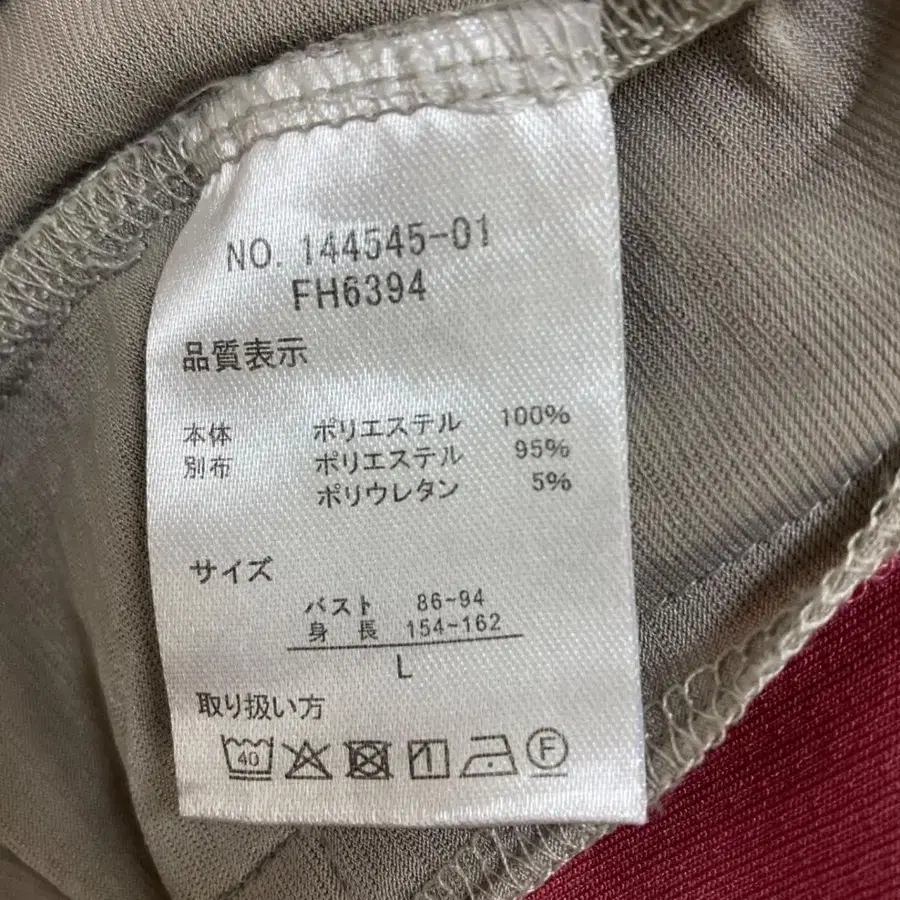 NO. 144545-01
FH6394
品質表示
本体 ポリエステル 100%
別布 ポリエステル 95%
ポリウレタン 5%
サイズ
バスト 86~94
身長 154~162
L
取り扱い方
40 F